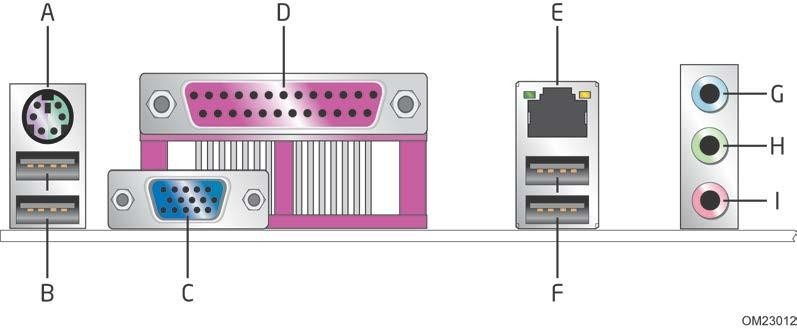 A D E
G
H
I
B C F
OM23012